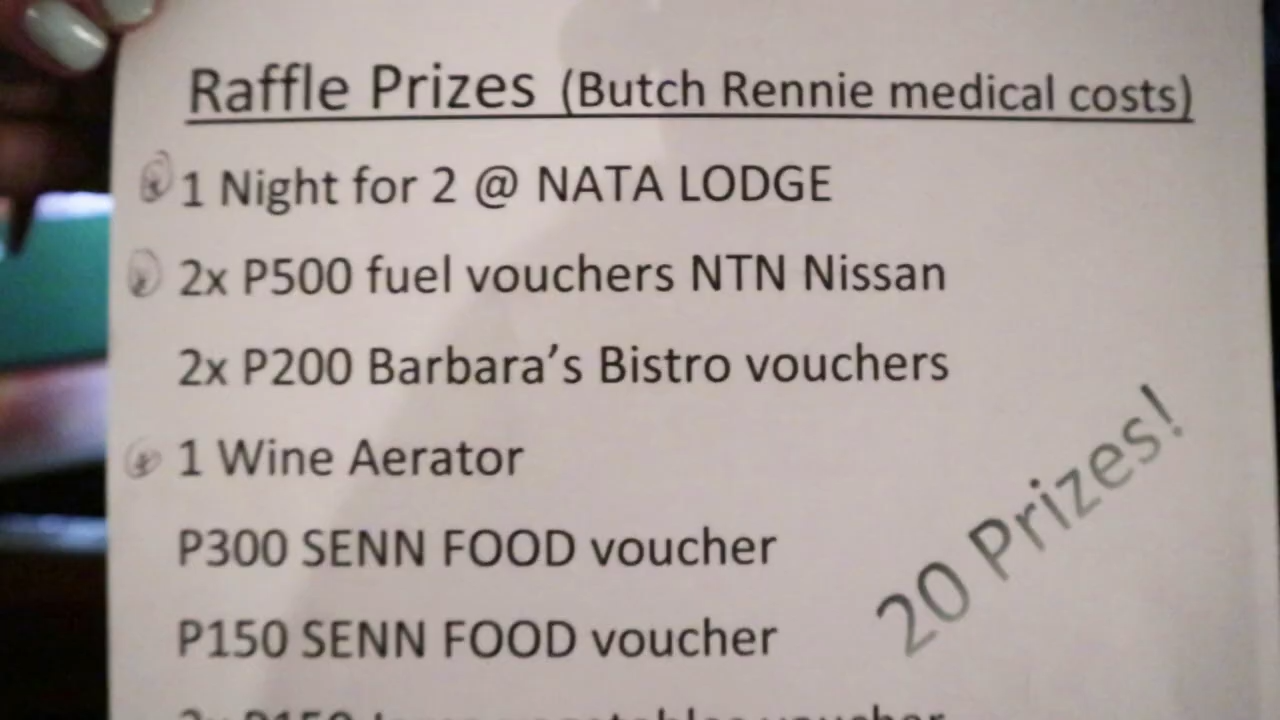 Raffle Prizes (Butch Rennie medical costs)
1 Night for 2 @ NATA LODGE
2x P500 fuel vouchers NTN Nissan
2x P200 Barbara's Bistro vouchers
1 Wine Aerator
P300 SENN FOOD voucher
P150 SENN FOOD voucher
20 Prizes!